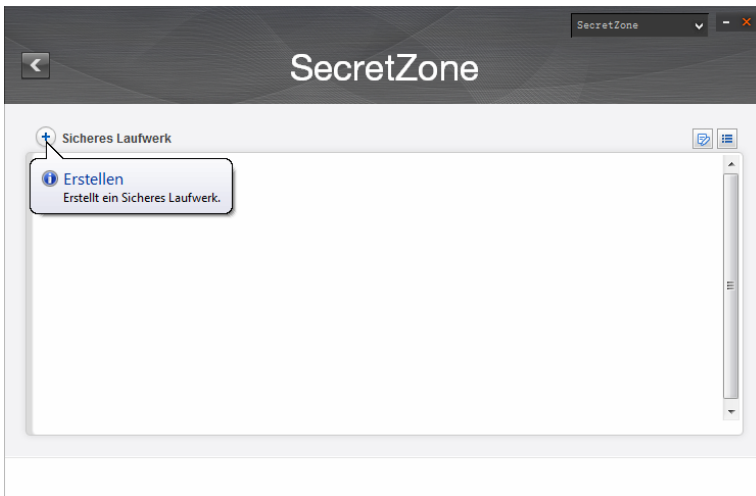 SecretZone
SecretZone
Sicheres Laufwerk
Erstellen
Erstellt ein Sicheres Laufwerk.